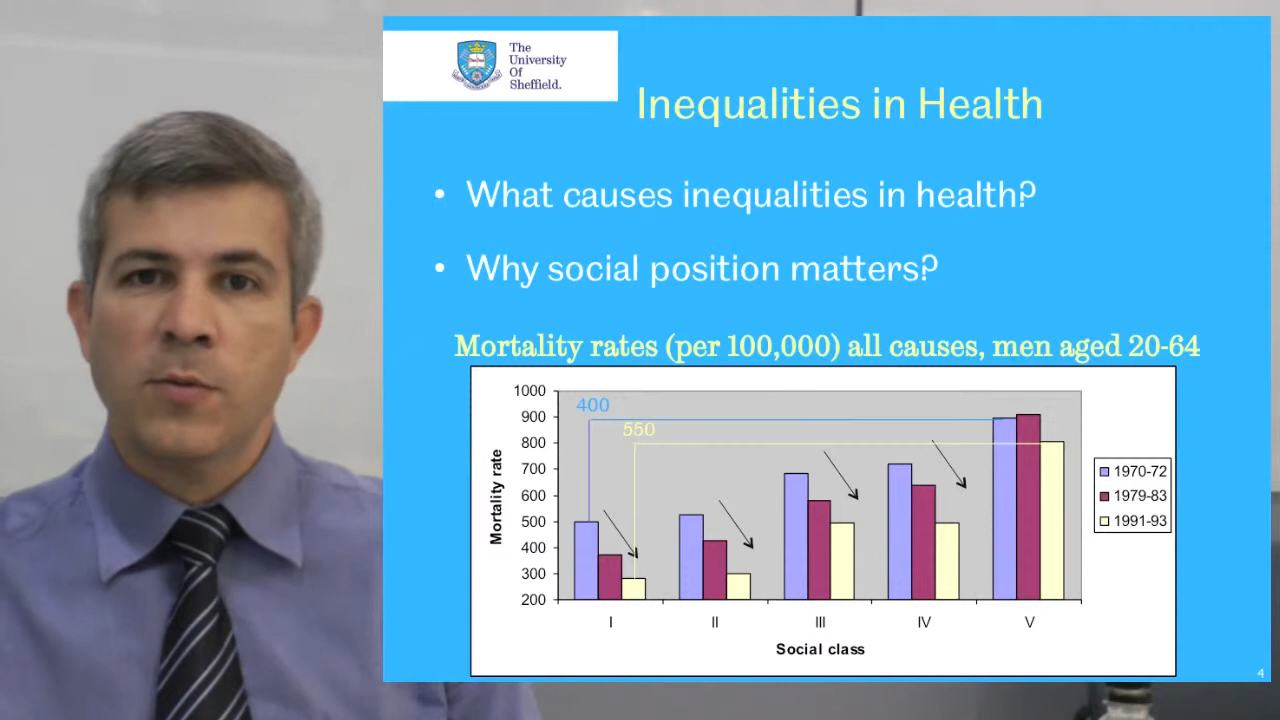 The
University
Of
Sheffield.
Inequalities in Health
• What causes inequalities in health?
• Why social position matters?
Mortality rates (per 100,000) all causes, men aged 20-64
1000
900
800
700
600
500
400
300
200
Mortality rate
400
550
I II III IV V
Social class
1970-72
1979-83
1991-93
4